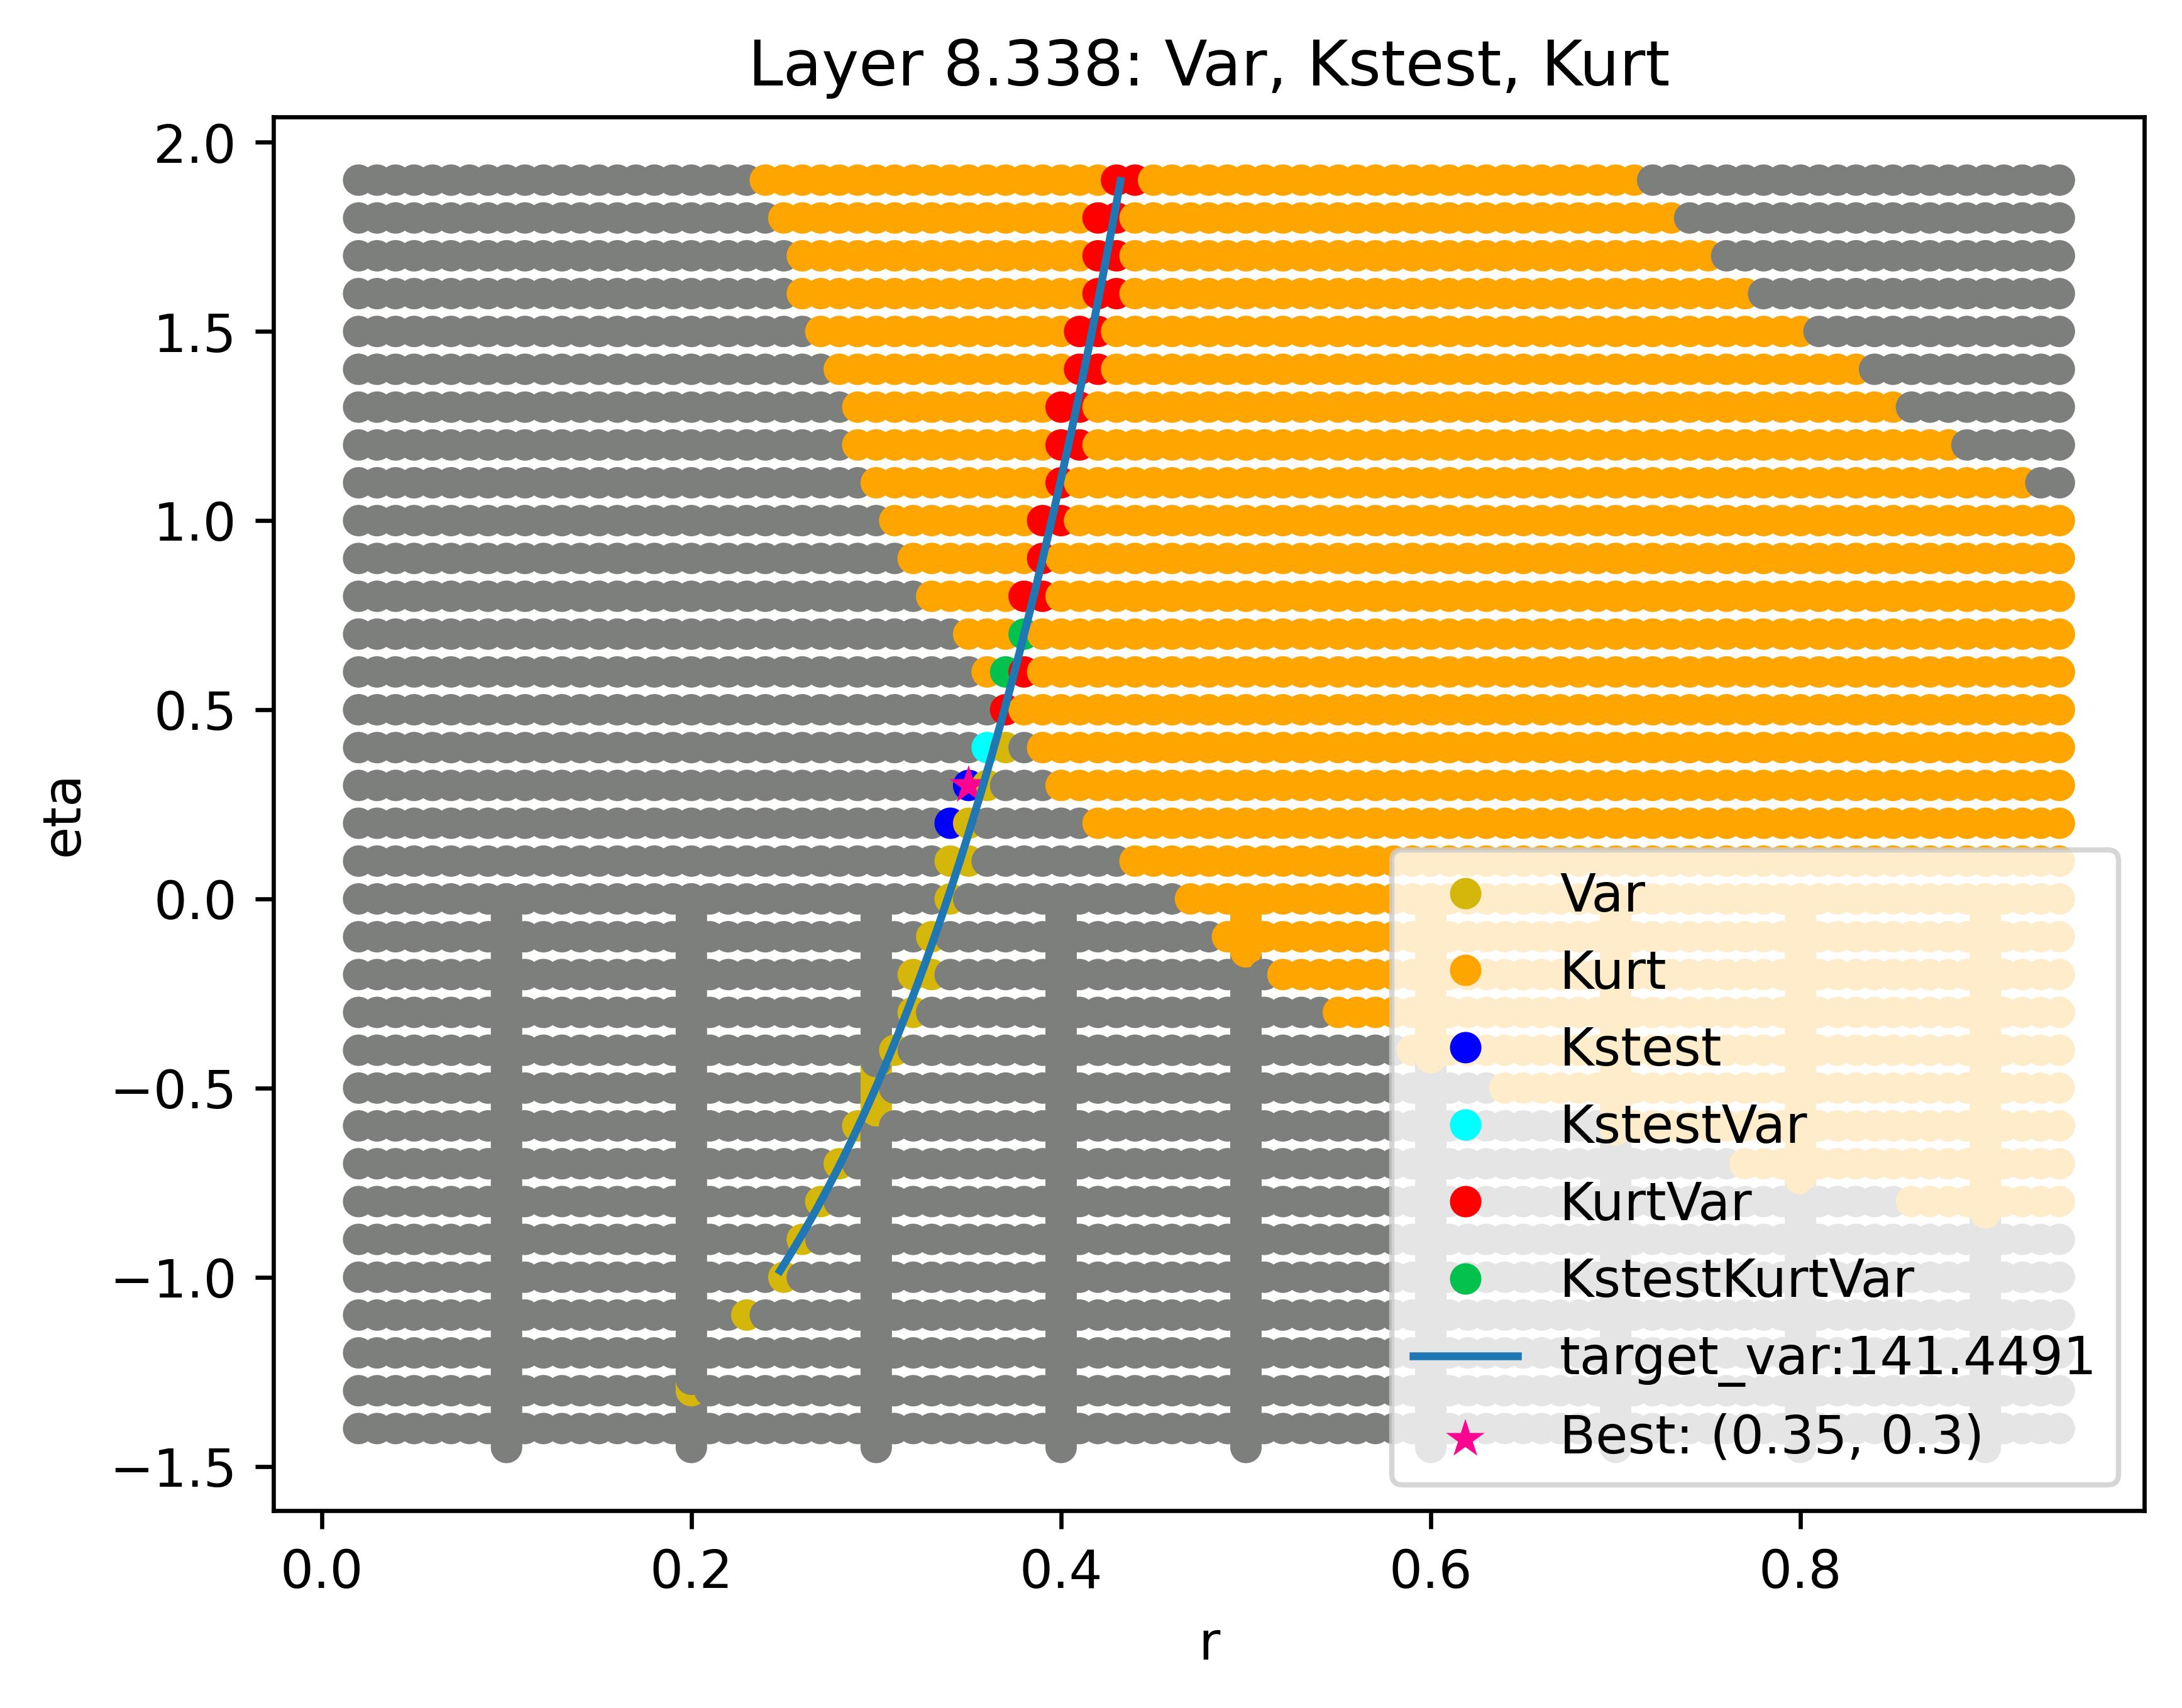 Layer 8.338: Var, Kstest, Kurt
2.0
1.5
1.0
0.5
0.0
−0.5
−1.0
−1.5
eta
0.0
0.2
0.4
0.6
0.8
r
Var
Kurt
Kstest
KstestVar
KurtVar
KstestKurtVar
target_var:141.4491
Best: (0.35, 0.3)